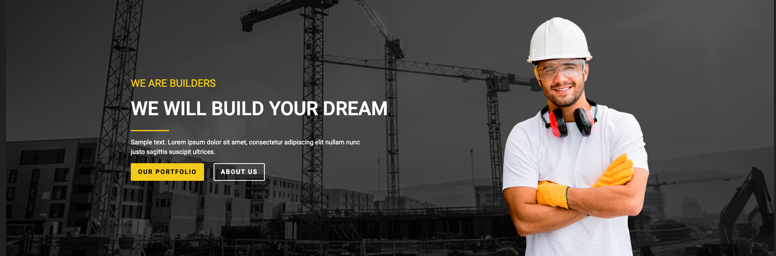 WE ARE BUILDERS
WE WILL BUILD YOUR DREAM
Sample text. Lorem ipsum dolor sit amet, consectetur adipiscing elit nullam nunc
justo sagittis suscipit ultrices.
OUR PORTFOLIO
ABOUT US